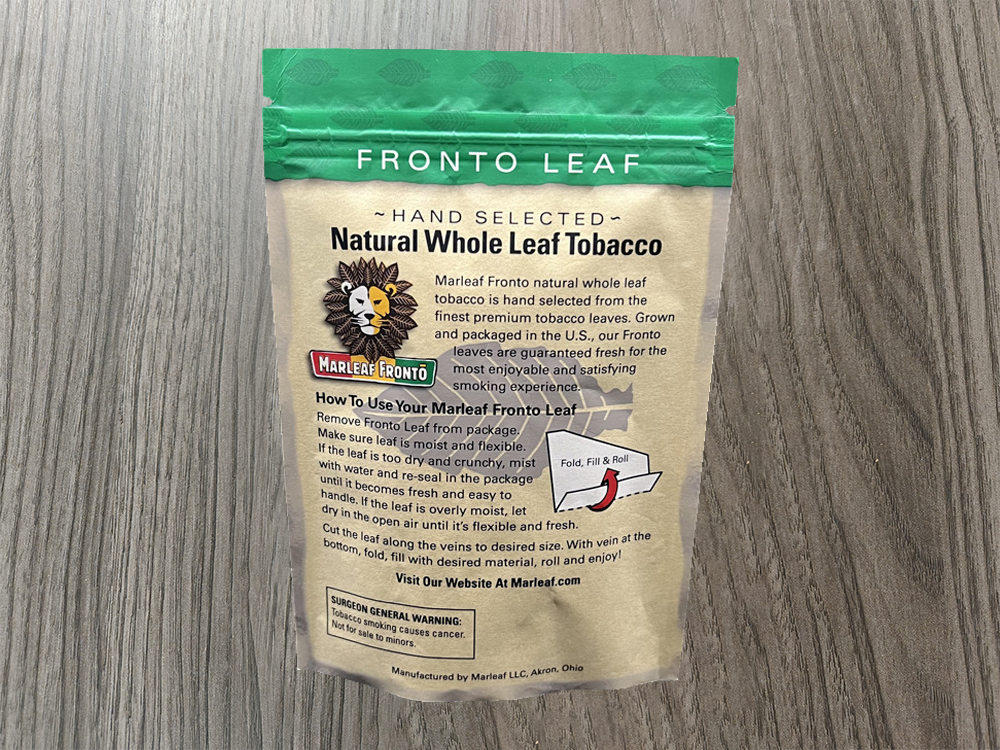 FRONTO LEAF
~HAND SELECTED~
Natural Whole Leaf Tobacco
Marleaf Fronto natural whole leaf
tobacco is hand selected from the
finest premium tobacco leaves. Grown
and packaged in the U.S., our Fronto
leaves are guaranteed fresh for the
most enjoyable and satisfying
smoking experience.
MARLEAF FRONTO
How To Use Your Marleaf Fronto Leaf
Remove Fronto Leaf from package.
Make sure leaf is moist and flexible.
If the leaf is too dry and crunchy, mist
with water and re-seal in the package
until it becomes fresh and easy to
handle. If the leaf is overly moist, let
dry in the open air until it's flexible and fresh.
Fold, Fill & Roll
Cut the leaf along the veins to desired size. With vein at the
bottom, fold, fill with desired material, roll and enjoy!
Visit Our Website At Marleaf.com
SURGEON GENERAL WARNING:
Tobacco smoking causes cancer.
Not for sale to minors.
Manufactured by Marleaf LLC, Akron, Ohio